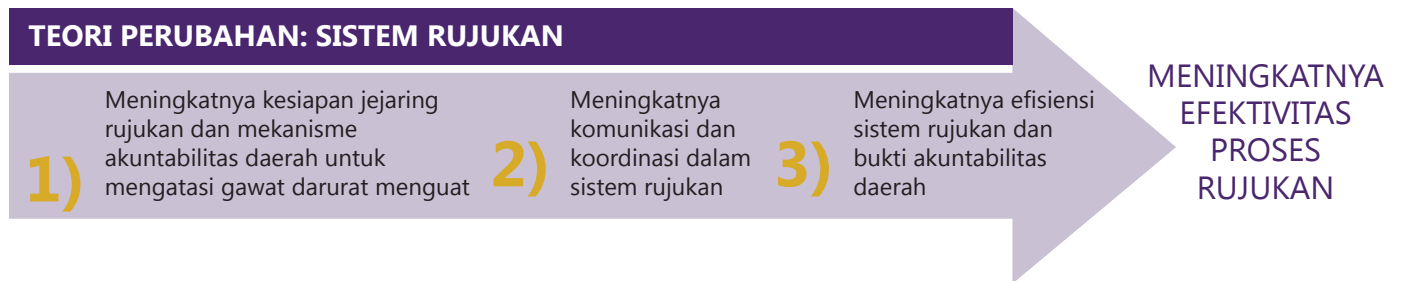 TEORI PERUBAHAN: SISTEM RUJUKAN
1)
Meningkatnya kesiapan jejaring
rujukan dan mekanisme
akuntabilitas daerah untuk
mengatasi gawat darurat menguat
2)
Meningkatnya
komunikasi dan
koordinasi dalam
sistem rujukan
3)
Meningkatnya efisiensi
sistem rujukan dan
bukti akuntabilitas
daerah
MENINGKATNYA
EFEKTIVITAS
PROSES
RUJUKAN